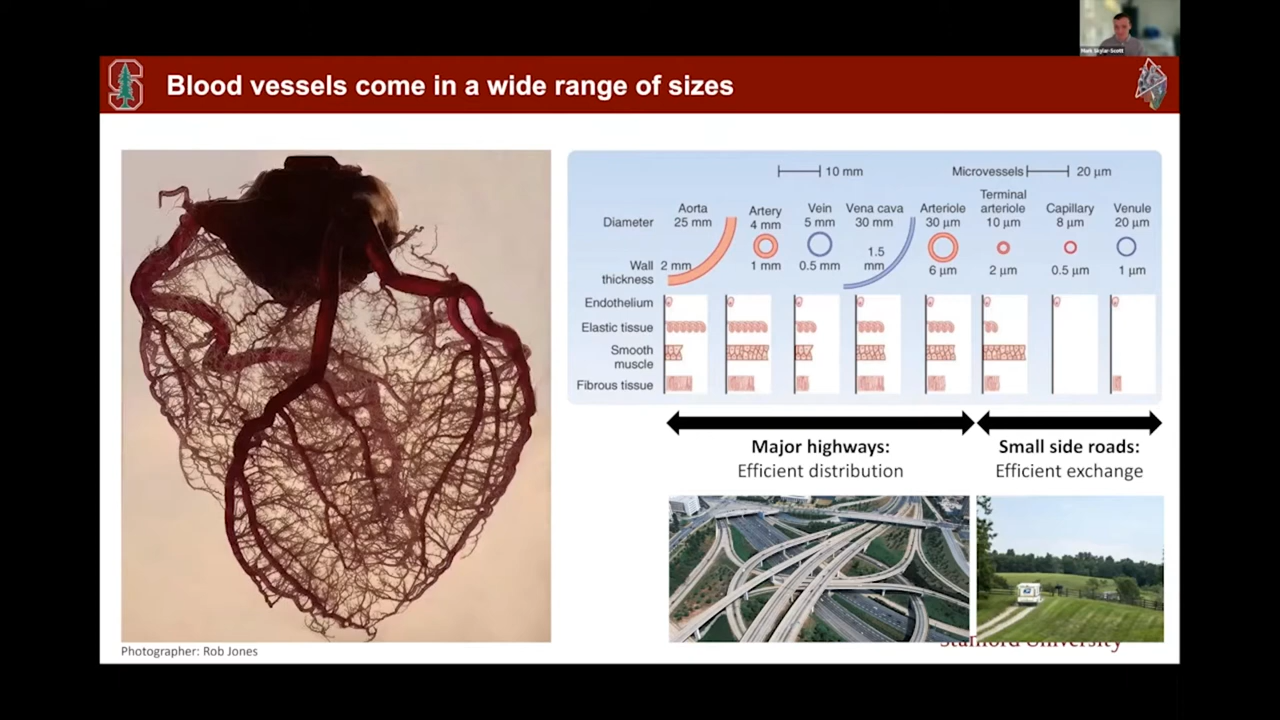 Mark Skylar-Scott
Blood vessels come in a wide range of sizes
10 mm
Microvessels
20 μm
Diameter
Aorta
25 mm
Artery
4 mm
Vein
5 mm
Vena cava
30 mm
Arteriole
30 μm
Terminal
arteriole
10 μm
Capillary
8 μm
Venule
20 μm
Wall
thickness
2 mm
1 mm
0.5 mm
1.5
mm
6 μm
2 μm
0.5 μm
1 μm
Endothelium
Elastic tissue
Smooth
muscle
Fibrous tissue
Major highways:
Efficient distribution
Small side roads:
Efficient exchange
Stanford University
Photographer: Rob Jones